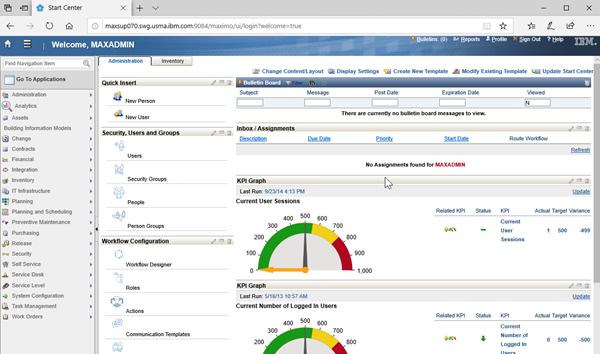 Start Center
maxsup070.swg.usma.ibm.com:9084/maximo/ui/login?welcome=true
Welcome, MAXADMIN
Bulletins: (0) Reports Profile Sign Out Help IBM
Find Navigation Item
Go To Applications
Administration
Analytics
Assets
Building Information Models
Change
Contracts
Financial
Integration
Inventory
IT Infrastructure
Planning
Planning and Scheduling
Preventive Maintenance
Purchasing
Release
Security
Self Service
Service Desk
Service Level
System Configuration
Task Management
Work Orders
Administration Inventory
Change Content/Layout Display Settings Create New Template Modify Existing Template Update Start Center
Quick Insert
New Person
New User
Security, Users and Groups
Users
Security Groups
People
Person Groups
Workflow Configuration
Workflow Designer
Roles
Actions
Communication Templates
Bulletin Board Filter
Subject Message Post Date Expiration Date Viewed
N
There are currently no bulletin board messages to view.
Inbox / Assignments
Description Due Date Priority Start Date Route Workflow
Refresh
No Assignments found for MAXADMIN
KPI Graph
Last Run: 9/23/14 4:13 PM Update
Current User Sessions
Related KPI Status KPI Actual Target Variance
Current User Sessions 1 500 -499
0 100 200 300 400 500 600 700 800 1,000
KPI Graph
Last Run: 5/16/13 10:57 AM Update
Current Number of Logged In Users
Related KPI Status KPI Actual Target Variance
Current Number of Logged In Users 0 500 -500
300 400 500 600 700